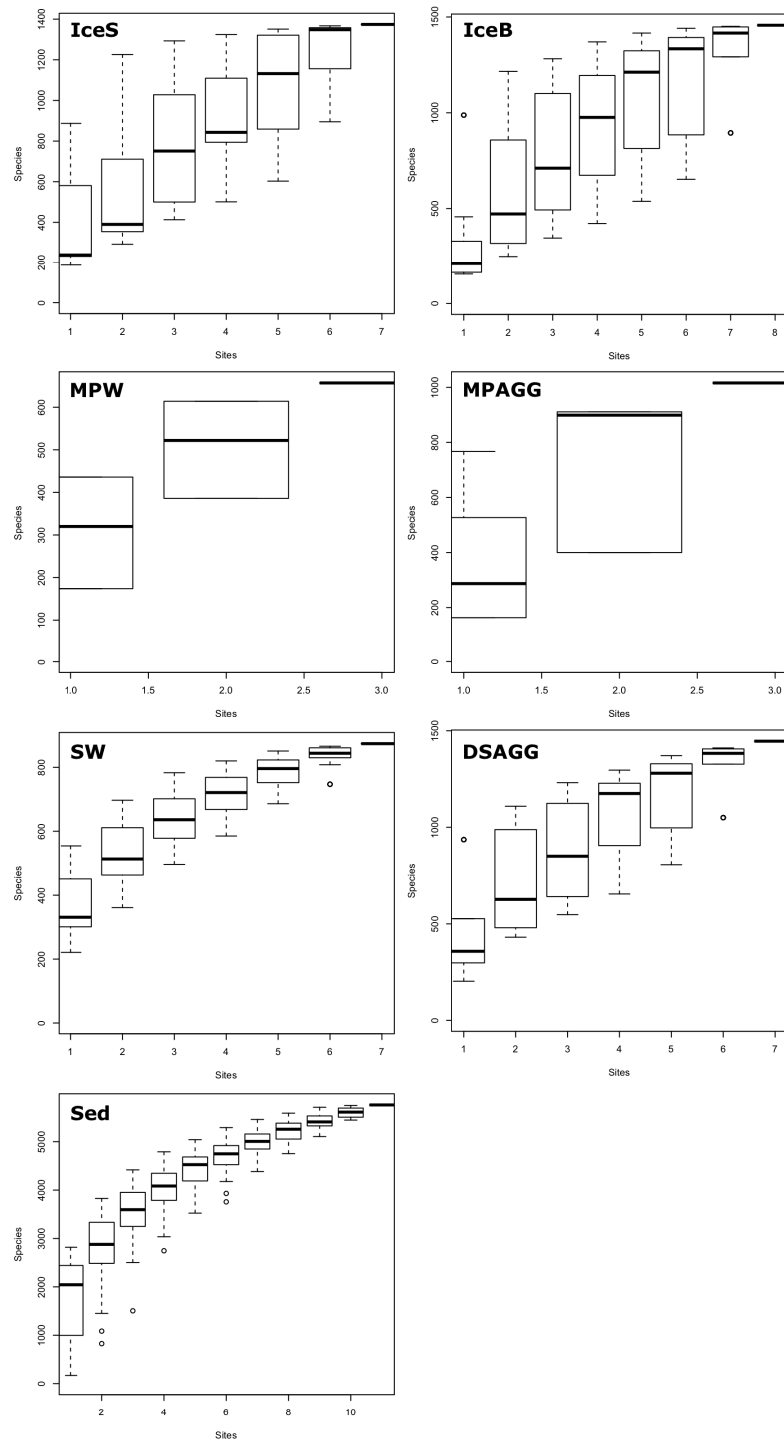 IceS
1400
1200
1000
800
600
400
200
0
Species
1 2 3 4 5 6 7
Sites
IceB
1500
1000
500
0
Species
1 2 3 4 5 6 7 8
Sites
MPW
600
500
400
300
200
100
0
Species
1.0 1.5 2.0 2.5 3.0
Sites
MPAGG
1000
800
600
400
200
0
Species
1.0 1.5 2.0 2.5 3.0
Sites
SW
800
600
400
200
0
Species
1 2 3 4 5 6 7
Sites
DSAGG
1500
1000
500
0
Species
1 2 3 4 5 6 7
Sites
Sed
5000
4000
3000
2000
1000
0
Species
2 4 6 8 10
Sites